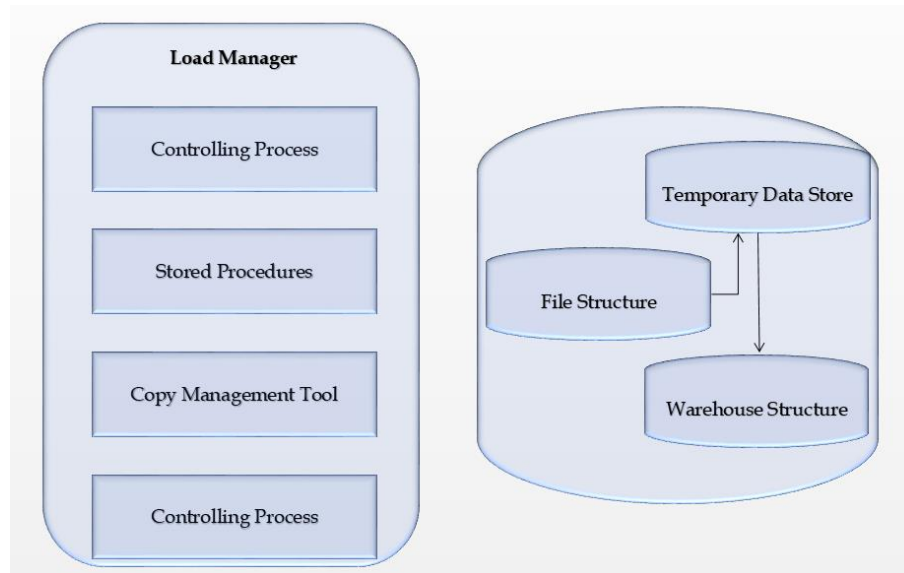 Load Manager
Controlling Process
Stored Procedures
Copy Management Tool
Controlling Process
Temporary Data Store
File Structure
Warehouse Structure